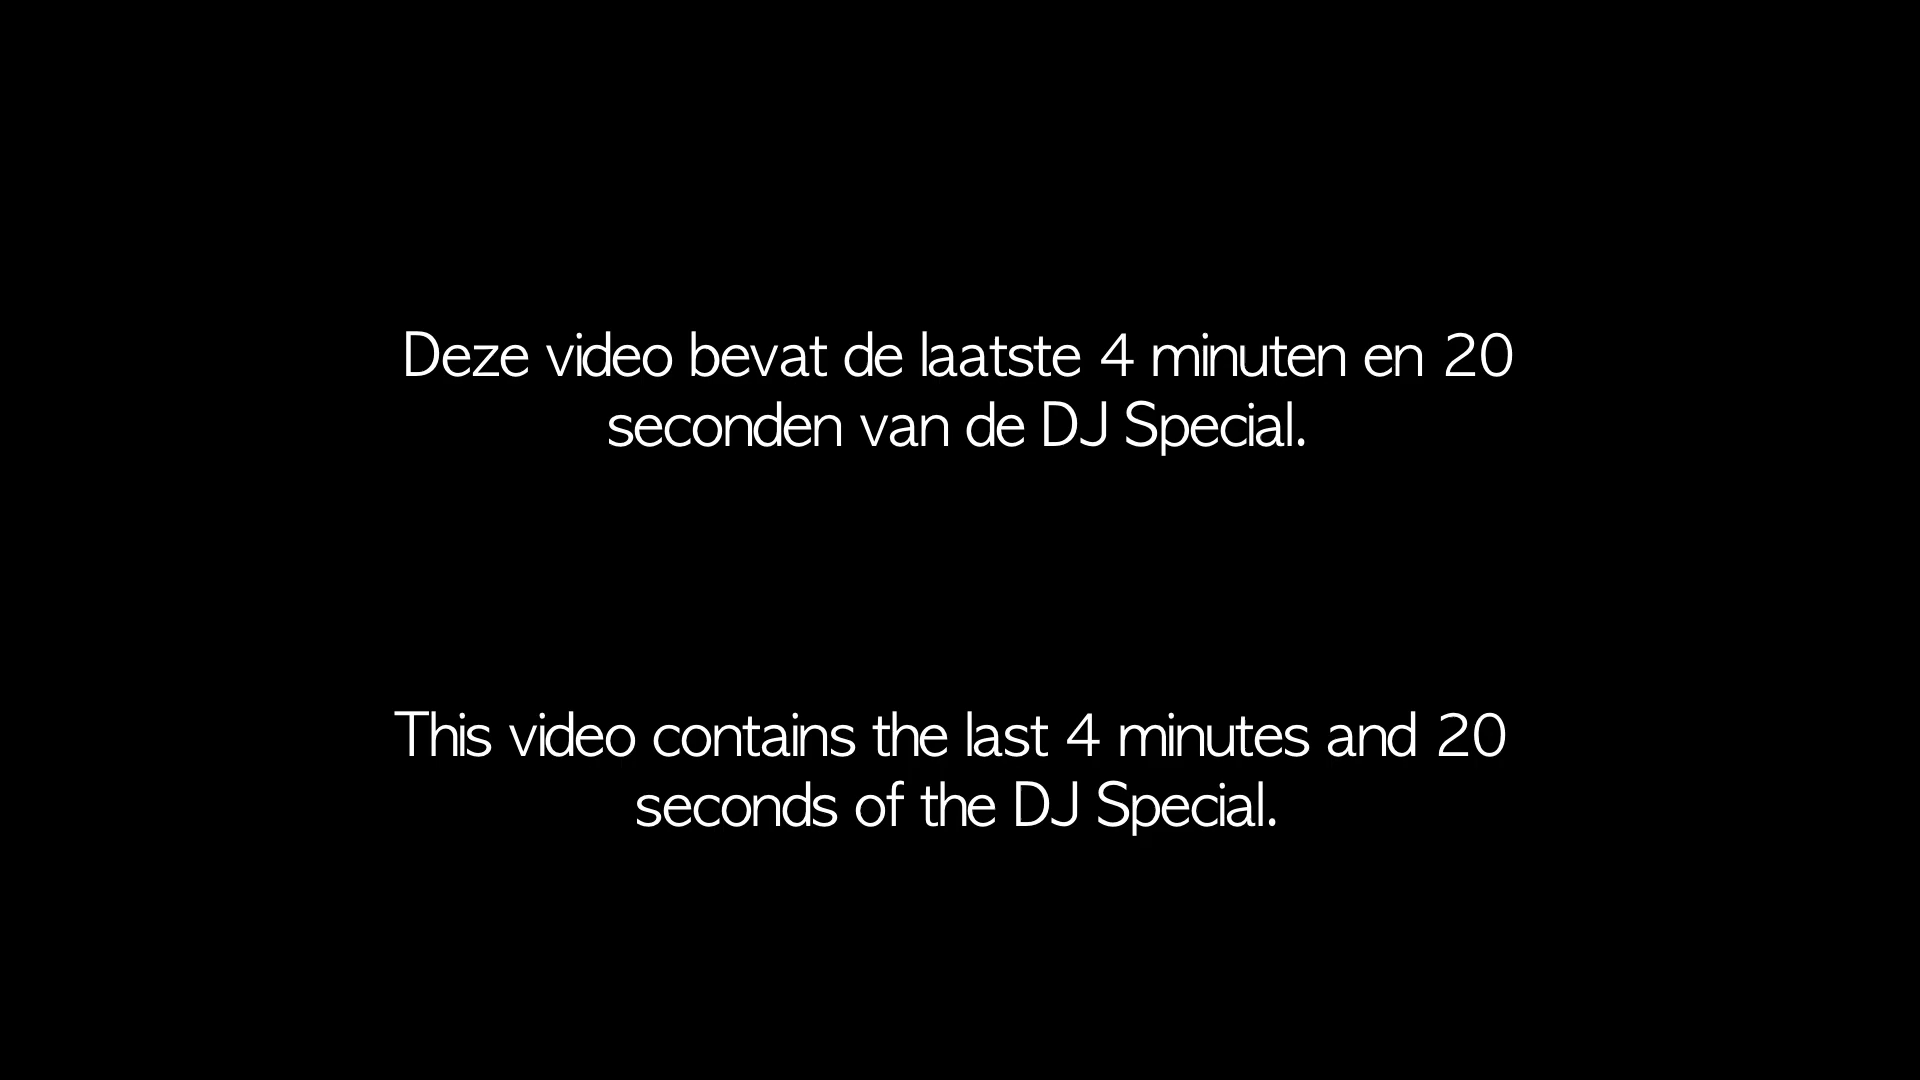 Deze video bevat de laatste 4 minuten en 20
seconden van de DJ Special.
This video contains the last 4 minutes and 20
seconds of the DJ Special.